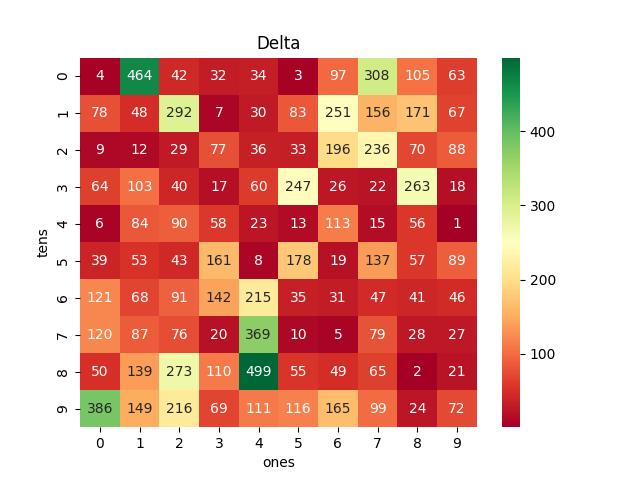 Delta
0 4 464 42 32 34 3 97 308 105 63
1 78 48 292 7 30 83 251 156 171 67
2 9 12 29 77 36 33 196 236 70 88
3 64 103 40 17 60 247 26 22 263 18
4 6 84 90 58 23 13 113 15 56 1
5 39 53 43 161 8 178 19 137 57 89
6 121 68 91 142 215 35 31 47 41 46
7 120 87 76 20 369 10 5 79 28 27
8 50 139 273 110 499 55 49 65 2 21
9 386 149 216 69 111 116 165 99 24 72
0 1 2 3 4 5 6 7 8 9
ones
tens
400
300
200
100